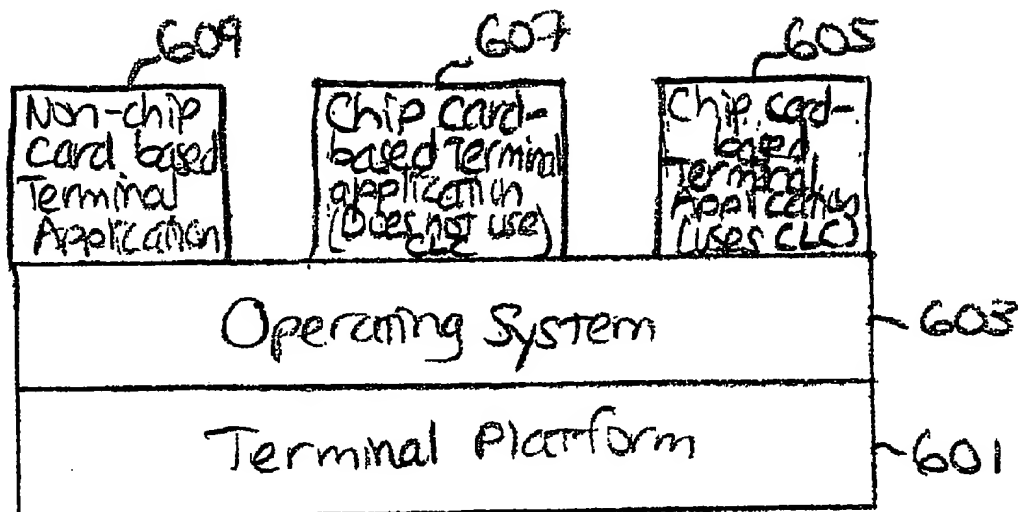 609
607
605
Non-chip
Card based
Terminal
Application
Chip Card-
based Terminal
application
(Does not use
CLC)
Chip card-
based
Terminal
Application
(uses CLC)
Operating System
603
Terminal Platform
601